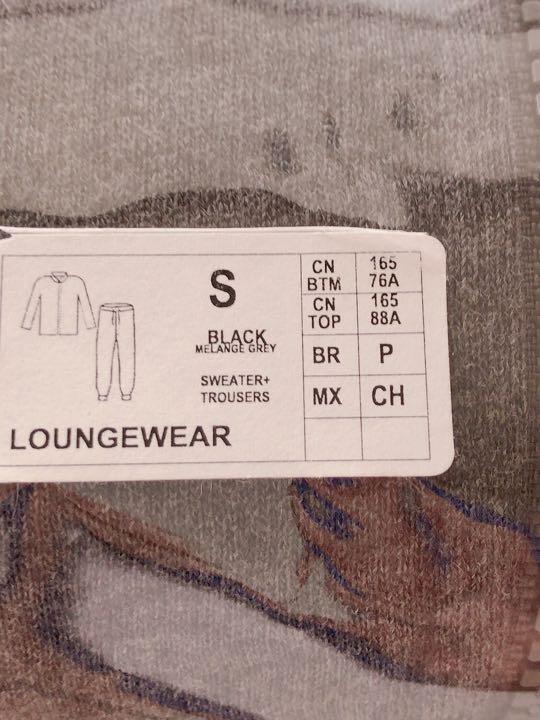 S
BLACK
MELANGE GREY
SWEATER+
TROUSERS
LOUNGEWEAR
CN BTM 165 76A
CN TOP 165 88A
BR P
MX CH